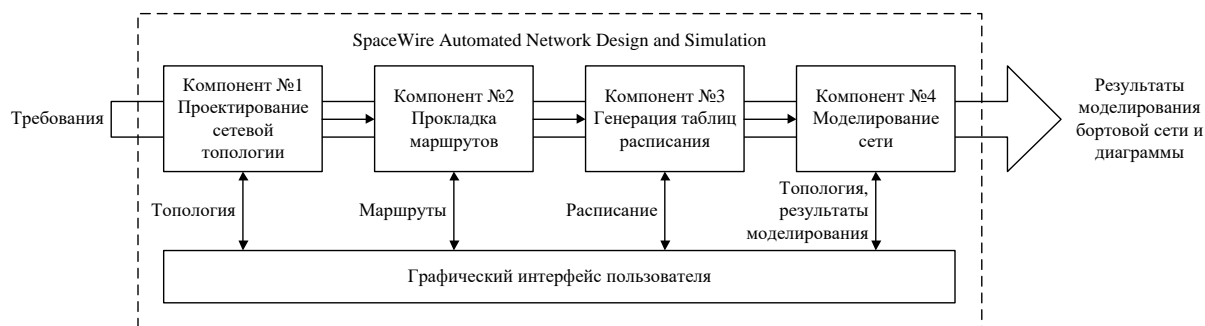 SpaceWire Automated Network Design and Simulation
Требования
Компонент №1
Проектирование
сетевой
топологии
Компонент №2
Прокладка
маршрутов
Компонент №3
Генерация таблиц
расписания
Компонент №4
Моделирование
сети
Результаты
моделирования
бортовой сети и
диаграммы
Топология
Маршруты
Расписание
Топология,
результаты
моделирования
Графический интерфейс пользователя